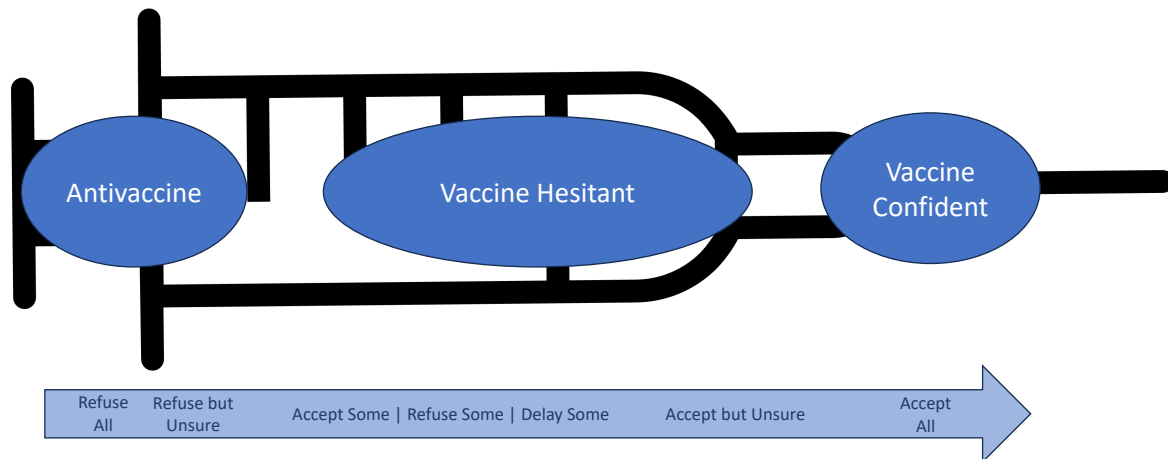 Antivaccine
Vaccine Hesitant
Vaccine
Confident
Refuse
All
Refuse but
Unsure
Accept Some | Refuse Some | Delay Some
Accept but Unsure
Accept
All